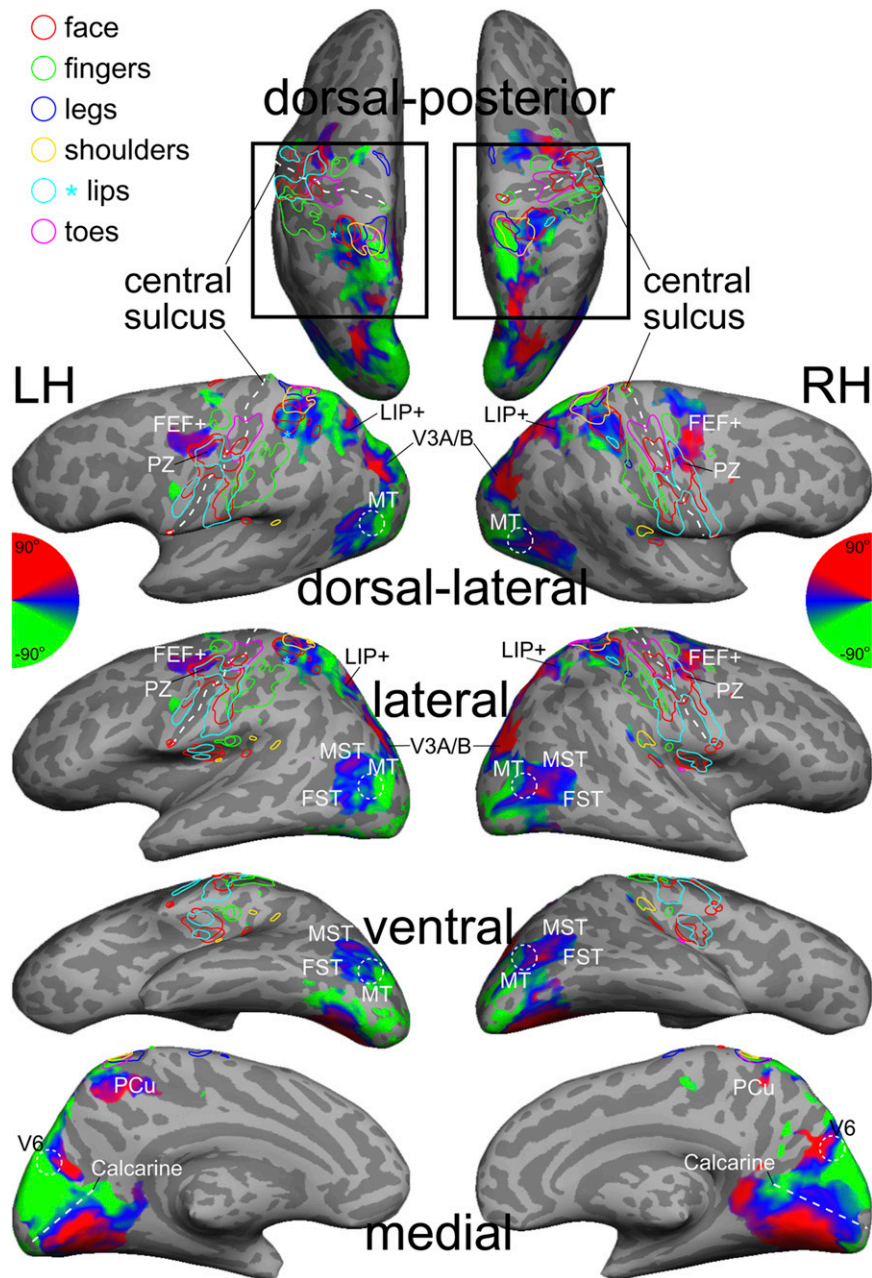 face
fingers
legs
shoulders
* lips
toes
dorsal-posterior
central
sulcus
central
sulcus
LH
RH
FEF+
PZ
LIP+
V3A/B
MT
LIP+
FEF+
PZ
MT
90°
-90°
90°
-90°
dorsal-lateral
FEF+
PZ
LIP+
lateral
V3A/B
MST
MT
FST
LIP+
FEF+
PZ
MT
MST
FST
ventral
MST
FST
MT
MST
FST
MT
PCu
V6
Calcarine
PCu
V6
Calcarine
medial